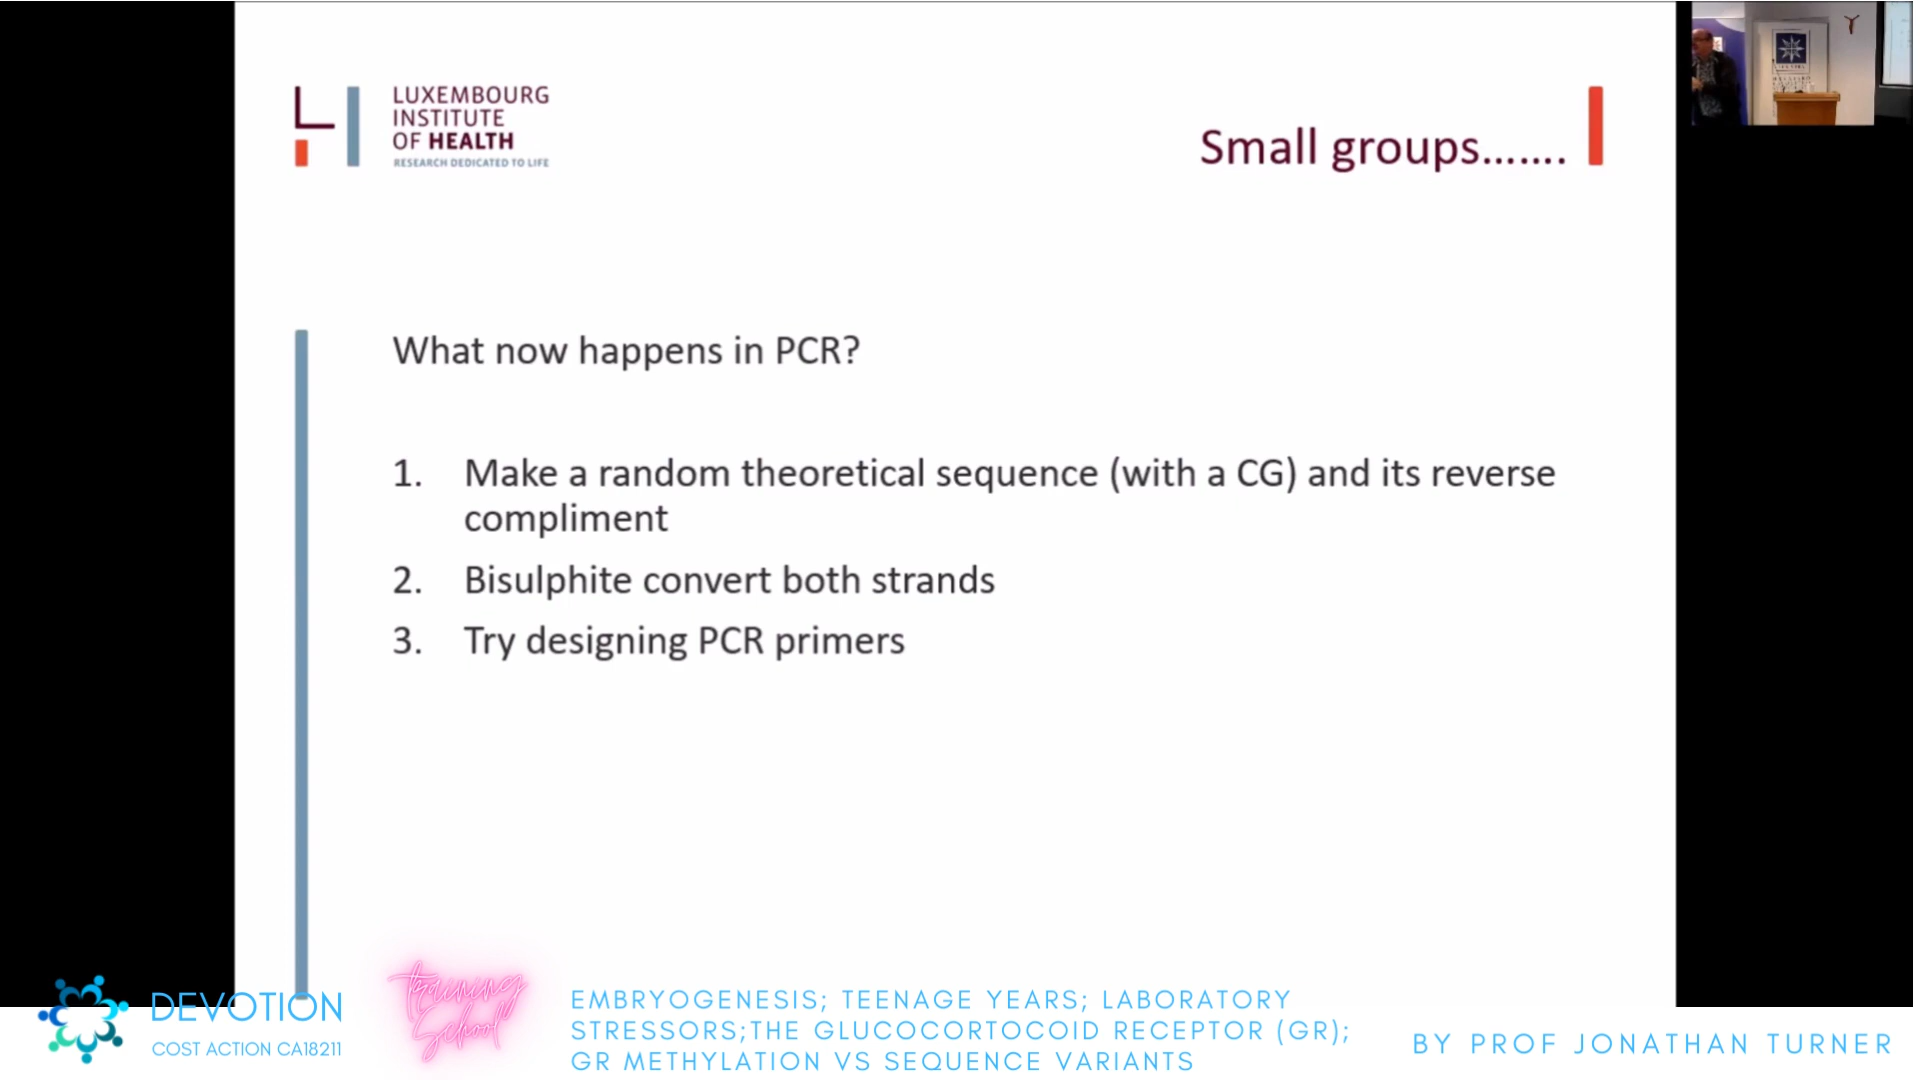 LUXEMBOURG
INSTITUTE
OF HEALTH
RESEARCH DEDICATED TO LIFE
Small groups.......
What now happens in PCR?
1. Make a random theoretical sequence (with a CG) and its reverse
compliment
2. Bisulphite convert both strands
3. Try designing PCR primers
DEVOTION
COST ACTION CA18211
Training
School
EMBRYOGENESIS; TEENAGE YEARS; LABORATORY
STRESSORS;THE GLUCOCORTOCOID RECEPTOR (GR);
GR METHYLATION VS SEQUENCE VARIANTS
BY PROF JONATHAN TURNER